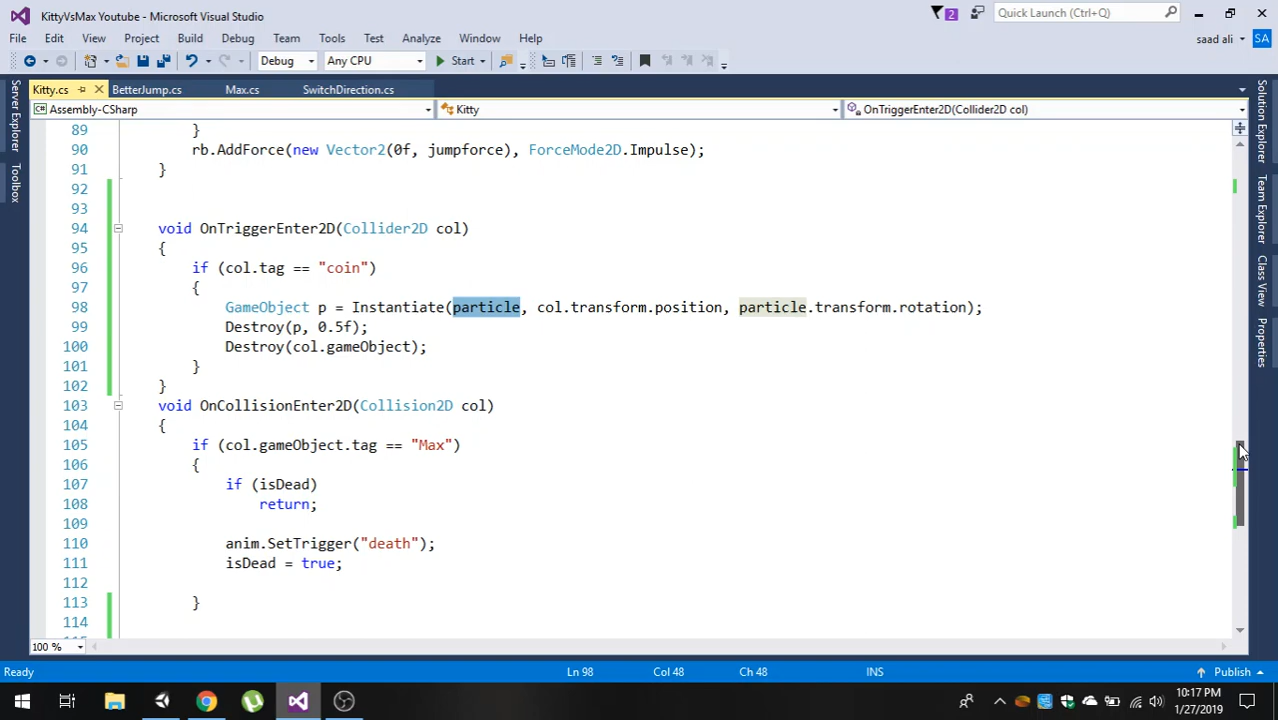 KittyVsMax Youtube - Microsoft Visual Studio
2
Quick Launch (Ctrl+Q)
File Edit View Project Build Debug Team Tools Test Analyze Window Help
saad ali SA
Debug Any CPU Start
Kitty.cs BetterJump.cs Max.cs SwitchDirection.cs
Assembly-CSharp Kitty OnTriggerEnter2D(Collider2D col)
Server Explorer
Toolbox
89 }
90 rb.AddForce(new Vector2(0f, jumpforce), ForceMode2D.Impulse);
91 }
92
93
94 void OnTriggerEnter2D(Collider2D col)
95 {
96 if (col.tag == "coin")
97 {
98 GameObject p = Instantiate(particle, col.transform.position, particle.transform.rotation);
99 Destroy(p, 0.5f);
100 Destroy(col.gameObject);
101 }
102 }
103 void OnCollisionEnter2D(Collision2D col)
104 {
105 if (col.gameObject.tag == "Max")
106 {
107 if (isDead)
108 return;
109
110 anim.SetTrigger("death");
111 isDead = true;
112
113 }
114
Solution Explorer
Team Explorer
Class View
Properties
100 %
Ready Ln 98 Col 48 Ch 48 INS Publish
10:17 PM
1/27/2019